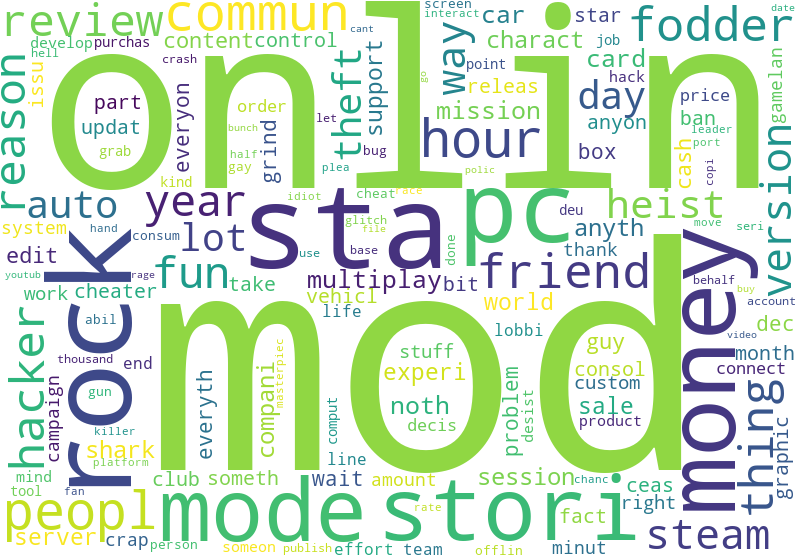 review
commun
content
control
develop
purchas
hell
crash
issu
reason
onlin
part
updat
grab
everyon
order
bunch
half
gay
kind
grind
theft
support
let
plea
bug
way
screen
cant
interact
car
star
charact
job
point
card
hack
releas
mission
anyon
hour
box
day
fodder
date
price
ban
leader
port
copi
cash
gamelan
version
go
polic
auto
year
sta
pc
heist
idiot
cheat
race
glitch
file
base
use
done
deu
anyth
thank
move
seri
system
hand
consum
lot
edit
youtub
rage
rock
work
cheater
fun
take
multiplay
bit
friend
vehicl
life
world
lobbi
money
behalf
buy
account
video
abil
thousand
end
hacker
campaign
gun
killer
shark
mind
platform
tool
fan
everyth
compani
masterpiec
mod
stuff
experi
noth
decis
guy
consol
custom
sale
product
problem
desist
dec
month
connect
thing
graphic
comput
line
club
someth
wait
amount
session
chanc
ceas
right
fact
peopl
mode
stori
server
crap
person
someon
publish
effort
team
rate
offlin
minut
steam